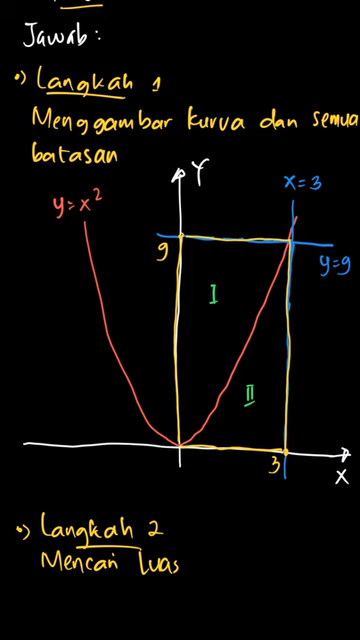 Jawab:
•) Langkah 1
Menggambar kurva dan semua
batasan
Y
x=3
y=x²
9
y=9
I
II
3
X
•) Langkah 2
Mencari Luas